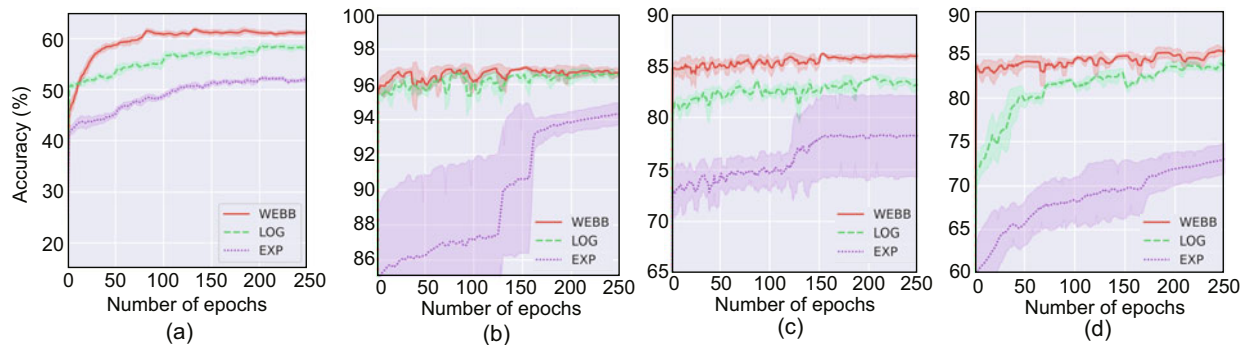 Accuracy (%)
60
50
40
60
20
WEBB
LOG
EXP
0 50 100 150 200 250
Number of epochs
(a)
100
98
96
94
92
90
88
86
WEBB
LOG
EXP
0 50 100 150 200 250
Number of epochs
(b)
90
85
80
75
70
65
WEBB
LOG
EXP
0 50 100 150 200 250
Number of epochs
(c)
90
85
80
75
70
65
60
WEBB
LOG
EXP
0 50 100 150 200 250
Number of epochs
(d)